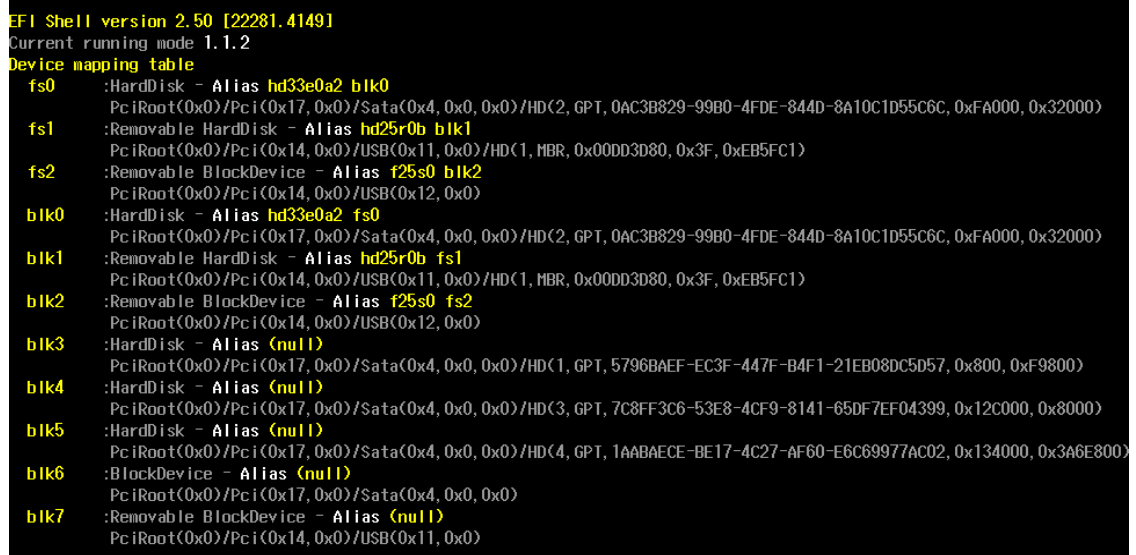 EFI Shell version 2.50 [22281.4149]
Current running mode 1.1.2
Device mapping table
fs0 :HardDisk - Alias hd33e0a2 blk0
PciRoot(0x0)/Pci(0x17,0x0)/Sata(0x4,0x0,0x0)/HD(2,GPT,0AC3B829-99B0-4FDE-844D-8A10C1D55C6C,0xFA000,0x32000)
fs1 :Removable HardDisk - Alias hd25r0b blk1
PciRoot(0x0)/Pci(0x14,0x0)/USB(0x11,0x0)/HD(1,MBR,0x00DD3D80,0x3F,0xEB5FC1)
fs2 :Removable BlockDevice - Alias f25s0 blk2
PciRoot(0x0)/Pci(0x14,0x0)/USB(0x12,0x0)
blk0 :HardDisk - Alias hd33e0a2 fs0
PciRoot(0x0)/Pci(0x17,0x0)/Sata(0x4,0x0,0x0)/HD(2,GPT,0AC3B829-99B0-4FDE-844D-8A10C1D55C6C,0xFA000,0x32000)
blk1 :Removable HardDisk - Alias hd25r0b fs1
PciRoot(0x0)/Pci(0x14,0x0)/USB(0x11,0x0)/HD(1,MBR,0x00DD3D80,0x3F,0xEB5FC1)
blk2 :Removable BlockDevice - Alias f25s0 fs2
PciRoot(0x0)/Pci(0x14,0x0)/USB(0x12,0x0)
blk3 :HardDisk - Alias (null)
PciRoot(0x0)/Pci(0x17,0x0)/Sata(0x4,0x0,0x0)/HD(1,GPT,5796BAEF-EC3F-447F-B4F1-21EB08DC5D57,0x800,0xF9800)
blk4 :HardDisk - Alias (null)
PciRoot(0x0)/Pci(0x17,0x0)/Sata(0x4,0x0,0x0)/HD(3,GPT,7C8FF3C6-53E8-4CF9-8141-65DF7EF04399,0x12C000,0x8000)
blk5 :HardDisk - Alias (null)
PciRoot(0x0)/Pci(0x17,0x0)/Sata(0x4,0x0,0x0)/HD(4,GPT,1AABAECE-BE17-4C27-AF60-E6C69977AC02,0x134000,0x3A6E800)
blk6 :BlockDevice - Alias (null)
PciRoot(0x0)/Pci(0x17,0x0)/Sata(0x4,0x0,0x0)
blk7 :Removable BlockDevice - Alias (null)
PciRoot(0x0)/Pci(0x14,0x0)/USB(0x11,0x0)